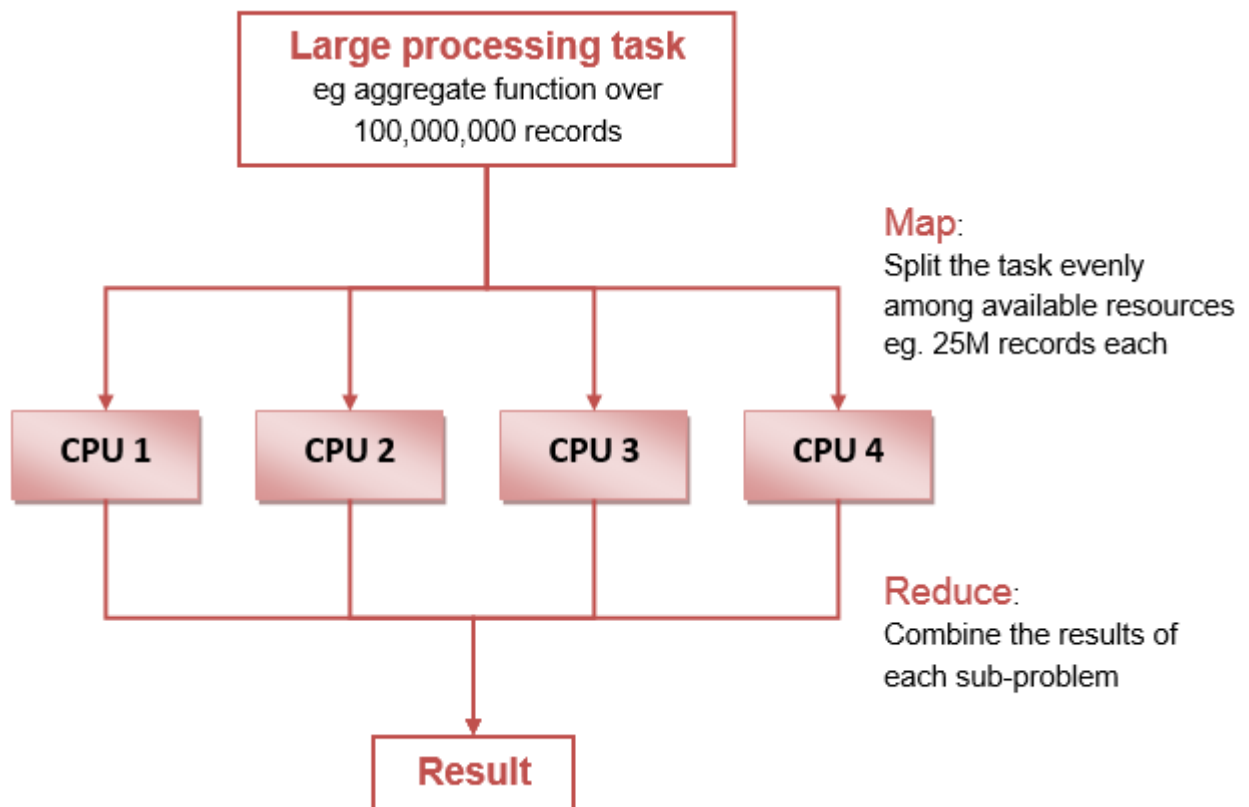 Large processing task
eg aggregate function over
100,000,000 records
Map:
Split the task evenly
among available resources
eg. 25M records each
CPU 1
CPU 2
CPU 3
CPU 4
Reduce:
Combine the results of
each sub-problem
Result